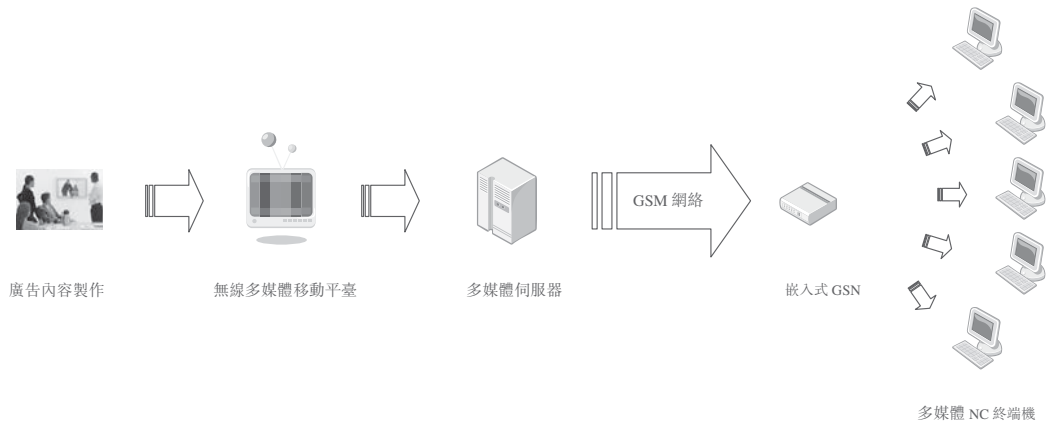 GSM 網絡
廣告內容製作
無線多媒體移動平臺
多媒體伺服器
嵌入式 GSN
多媒體 NC 終端機